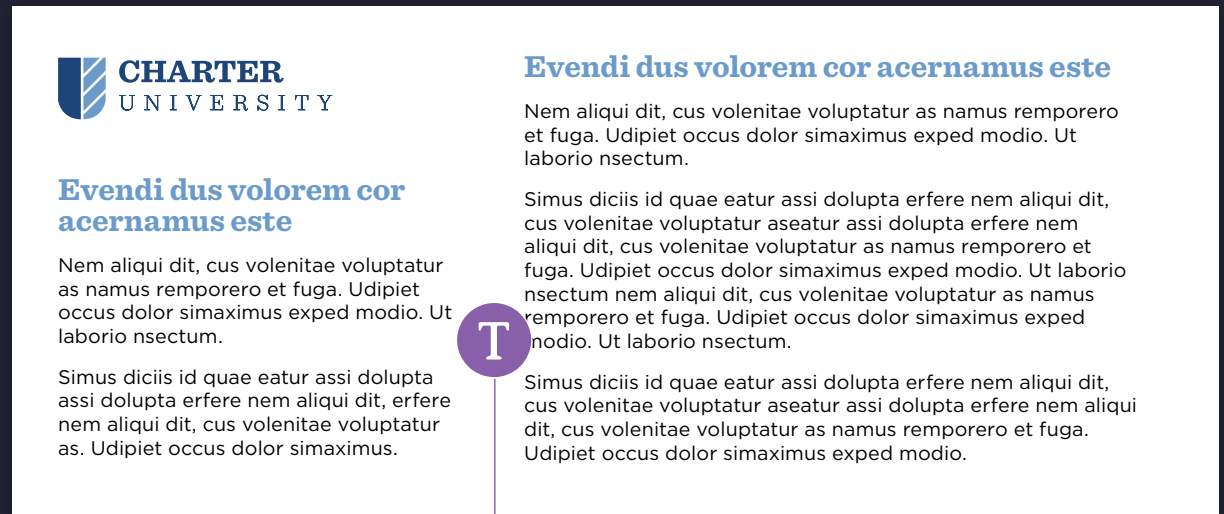 CHARTER
UNIVERSITY
Evendi dus volorem cor
acernamus este
Nem aliqui dit, cus volenitae voluptatur
as namus remporero et fuga. Udipiet
occus dolor simaximus exped modio. Ut
laborio nsectum.
Simus diciis id quae eatur assi dolupta
assi dolupta erfere nem aliqui dit, erfere
nem aliqui dit, cus volenitae voluptatur
as. Udipiet occus dolor simaximus.
T
Evendi dus volorem cor acernamus este
Nem aliqui dit, cus volenitae voluptatur as namus remporero
et fuga. Udipiet occus dolor simaximus exped modio. Ut
laborio nsectum.
Simus diciis id quae eatur assi dolupta erfere nem aliqui dit,
cus volenitae voluptatur aseatur assi dolupta erfere nem
aliqui dit, cus volenitae voluptatur as namus remporero et
fuga. Udipiet occus dolor simaximus exped modio. Ut laborio
nsectum nem aliqui dit, cus volenitae voluptatur as namus
remporero et fuga. Udipiet occus dolor simaximus exped
modio. Ut laborio nsectum.
Simus diciis id quae eatur assi dolupta erfere nem aliqui dit,
cus volenitae voluptatur aseatur assi dolupta erfere nem aliqui
dit, cus volenitae voluptatur as namus remporero et fuga.
Udipiet occus dolor simaximus exped modio.